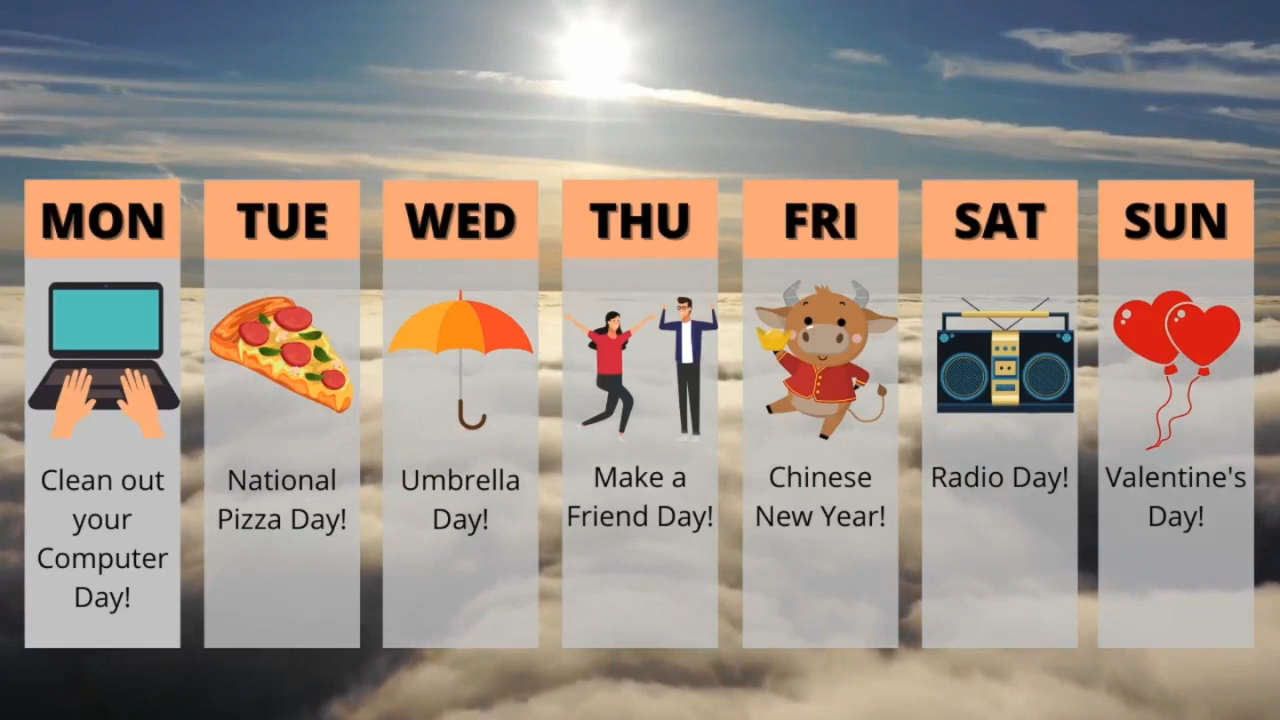 MON
TUE
WED
THU
FRI
SAT
SUN
Clean out
your
Computer
Day!
National
Pizza Day!
Umbrella
Day!
Make a
Friend Day!
Chinese
New Year!
Radio Day!
Valentine's
Day!